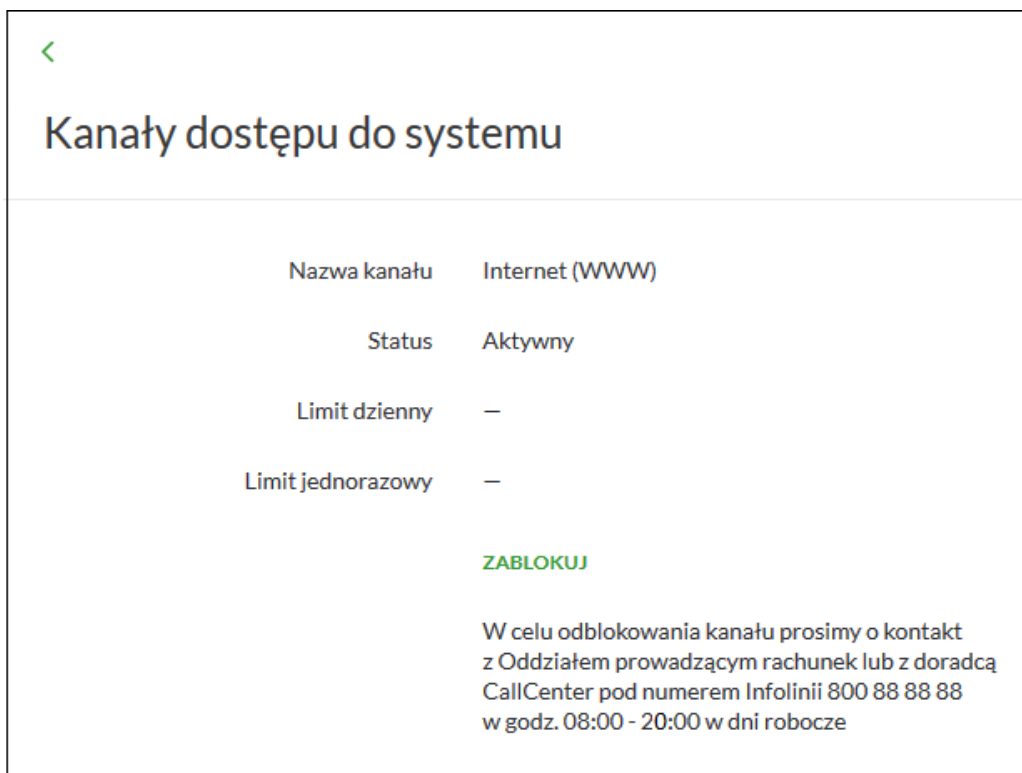 Kanały dostępu do systemu
Nazwa kanału Internet (WWW)
Status Aktywny
Limit dzienny —
Limit jednorazowy —
ZABLOKUJ
W celu odblokowania kanału prosimy o kontakt
z Oddziałem prowadzącym rachunek lub z doradcą
CallCenter pod numerem Infolinii 800 88 88 88
w godz. 08:00 - 20:00 w dni robocze